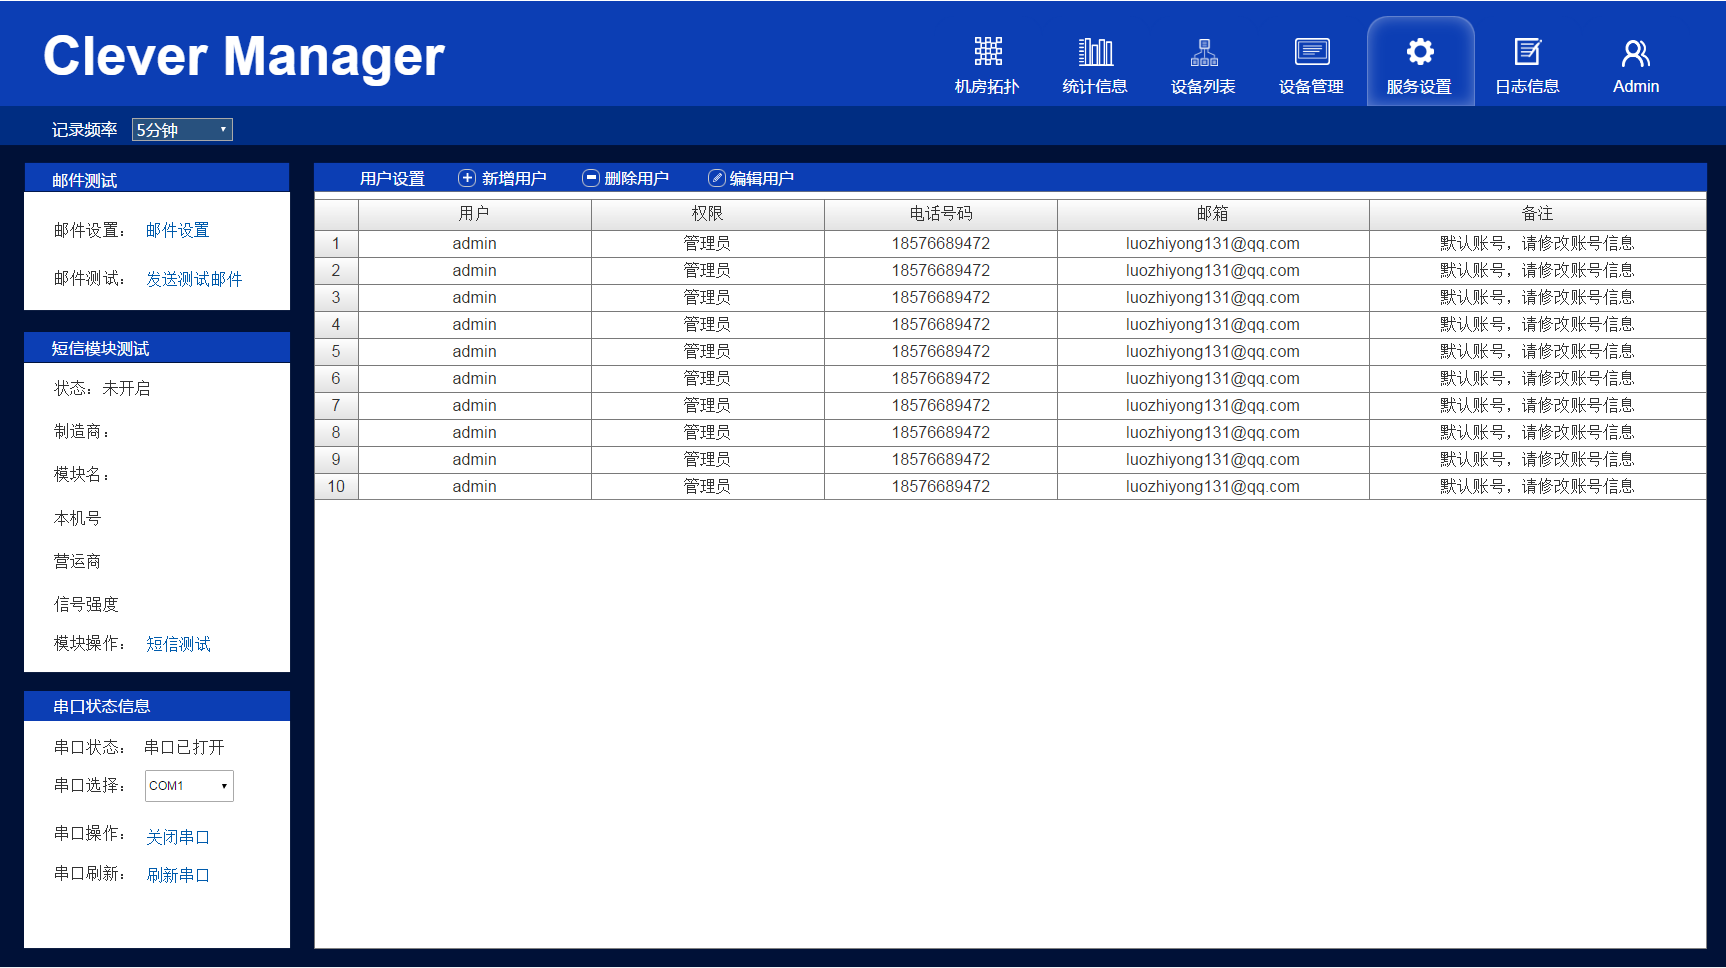 Clever Manager
机房拓扑 统计信息 设备列表 设备管理 服务设置 日志信息 Admin
记录频率 5分钟
邮件测试
邮件设置： 邮件设置
邮件测试： 发送测试邮件
短信模块测试
状态：未开启
制造商：
模块名：
本机号
营运商
信号强度
模块操作： 短信测试
串口状态信息
串口状态： 串口已打开
串口选择： COM1
串口操作： 关闭串口
串口刷新： 刷新串口
用户设置 新增用户 删除用户 编辑用户
用户 权限 电话号码 邮箱 备注
1 admin 管理员 18576689472 luozhiyong131@qq.com 默认账号，请修改账号信息
2 admin 管理员 18576689472 luozhiyong131@qq.com 默认账号，请修改账号信息
3 admin 管理员 18576689472 luozhiyong131@qq.com 默认账号，请修改账号信息
4 admin 管理员 18576689472 luozhiyong131@qq.com 默认账号，请修改账号信息
5 admin 管理员 18576689472 luozhiyong131@qq.com 默认账号，请修改账号信息
6 admin 管理员 18576689472 luozhiyong131@qq.com 默认账号，请修改账号信息
7 admin 管理员 18576689472 luozhiyong131@qq.com 默认账号，请修改账号信息
8 admin 管理员 18576689472 luozhiyong131@qq.com 默认账号，请修改账号信息
9 admin 管理员 18576689472 luozhiyong131@qq.com 默认账号，请修改账号信息
10 admin 管理员 18576689472 luozhiyong131@qq.com 默认账号，请修改账号信息